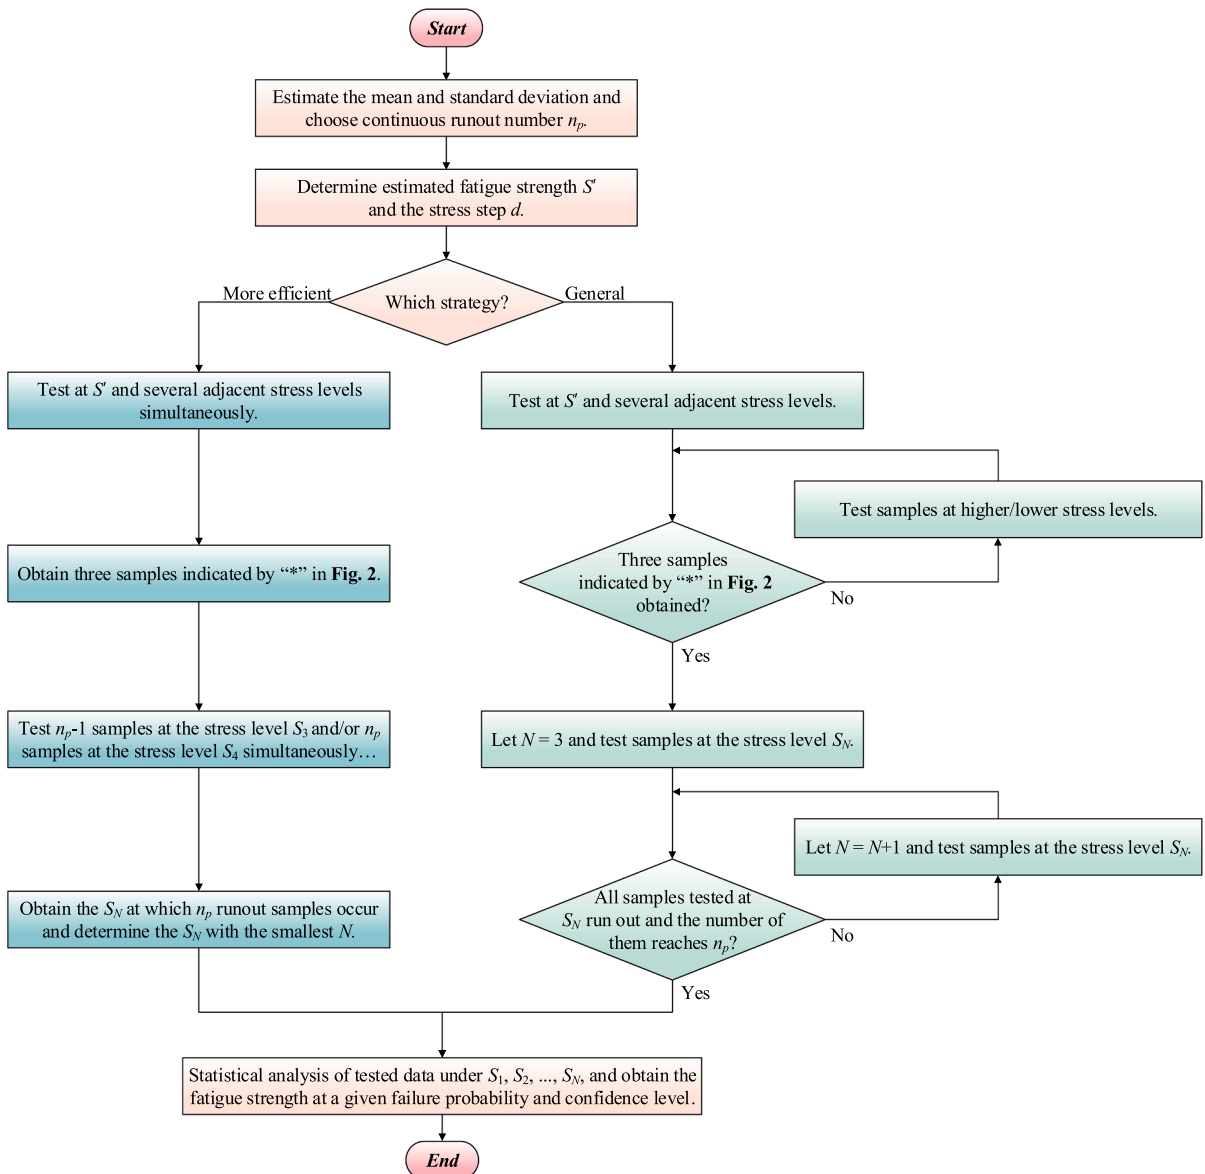 Start
Estimate the mean and standard deviation and
choose continuous runout number nₚ.
Determine estimated fatigue strength S′
and the stress step d.
Which strategy?
More efficient
General
Test at S′ and several adjacent stress levels
simultaneously.
Obtain three samples indicated by “*” in Fig. 2.
Test nₚ-1 samples at the stress level S₃ and/or nₚ
samples at the stress level S₄ simultaneously…
Obtain the S_N at which nₚ runout samples occur
and determine the S_N with the smallest N.
Test at S′ and several adjacent stress levels.
Test samples at higher/lower stress levels.
Three samples
indicated by “*” in Fig. 2
obtained?
No
Yes
Let N = 3 and test samples at the stress level S_N.
Let N = N+1 and test samples at the stress level S_N.
All samples tested at
S_N run out and the number of
them reaches nₚ?
No
Yes
Statistical analysis of tested data under S₁, S₂, ..., S_N, and obtain the
fatigue strength at a given failure probability and confidence level.
End